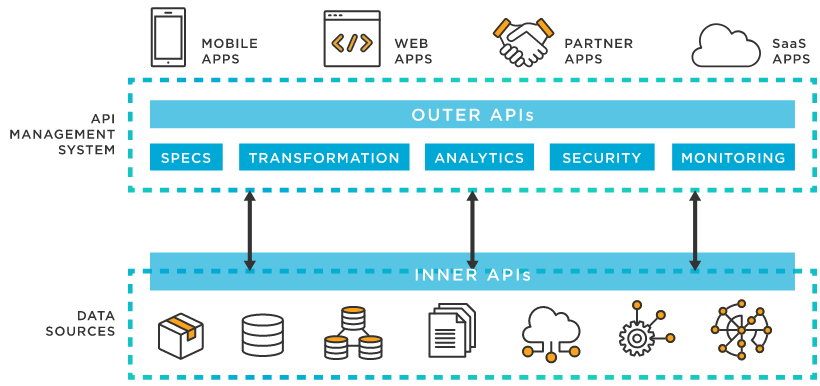 MOBILE
APPS
WEB
APPS
PARTNER
APPS
SaaS
APPS
API
MANAGEMENT
SYSTEM
OUTER APIs
SPECS
TRANSFORMATION
ANALYTICS
SECURITY
MONITORING
INNER APIs
DATA
SOURCES